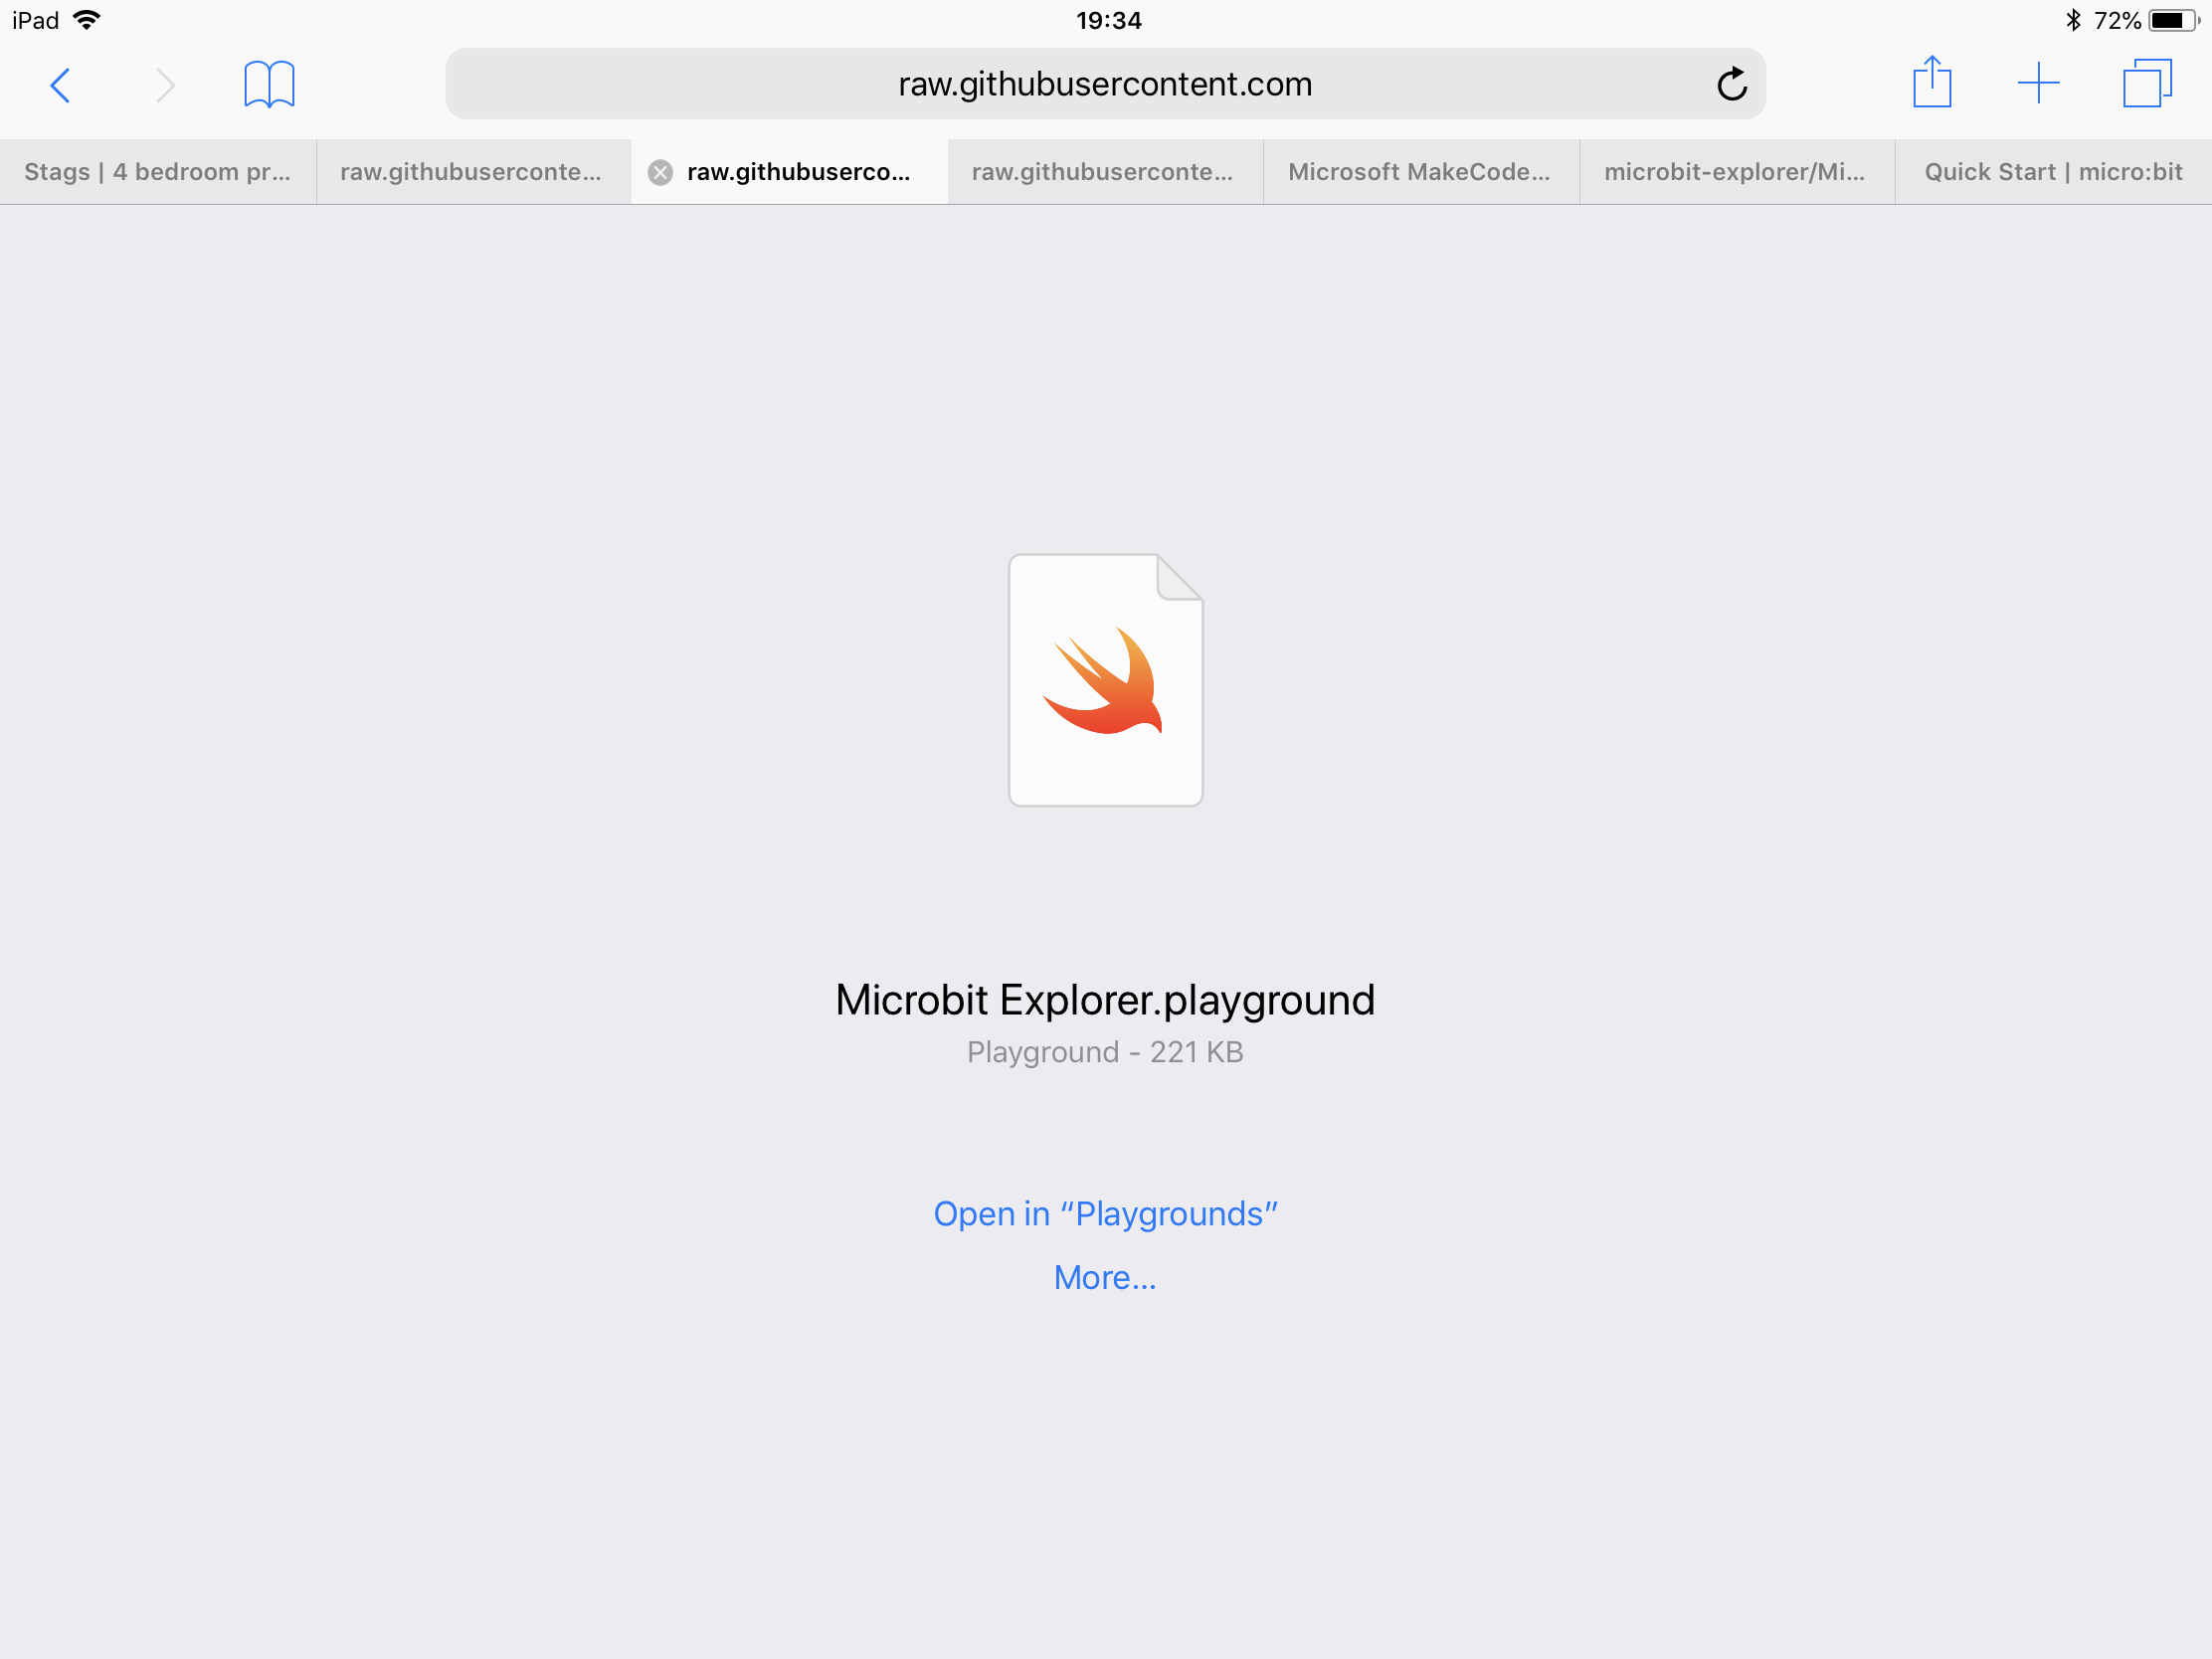 iPad 19:34 72%
raw.githubusercontent.com
Stags | 4 bedroom pr... raw.githubuserconte... raw.githubuserco... raw.githubuserconte... Microsoft MakeCode... microbit-explorer/Mi... Quick Start | micro:bit
Microbit Explorer.playground
Playground - 221 KB
Open in “Playgrounds”
More...